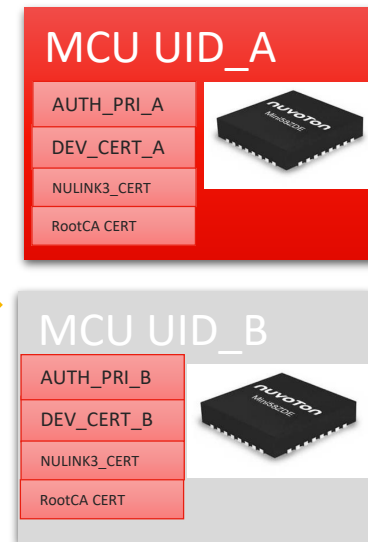 MCU UID_A
AUTH_PRI_A
DEV_CERT_A
NULINK3_CERT
RootCA CERT
nuvoTon
Mini58ZDE
MCU UID_B
AUTH_PRI_B
DEV_CERT_B
NULINK3_CERT
RootCA CERT
nuvoTon
Mini58ZDE